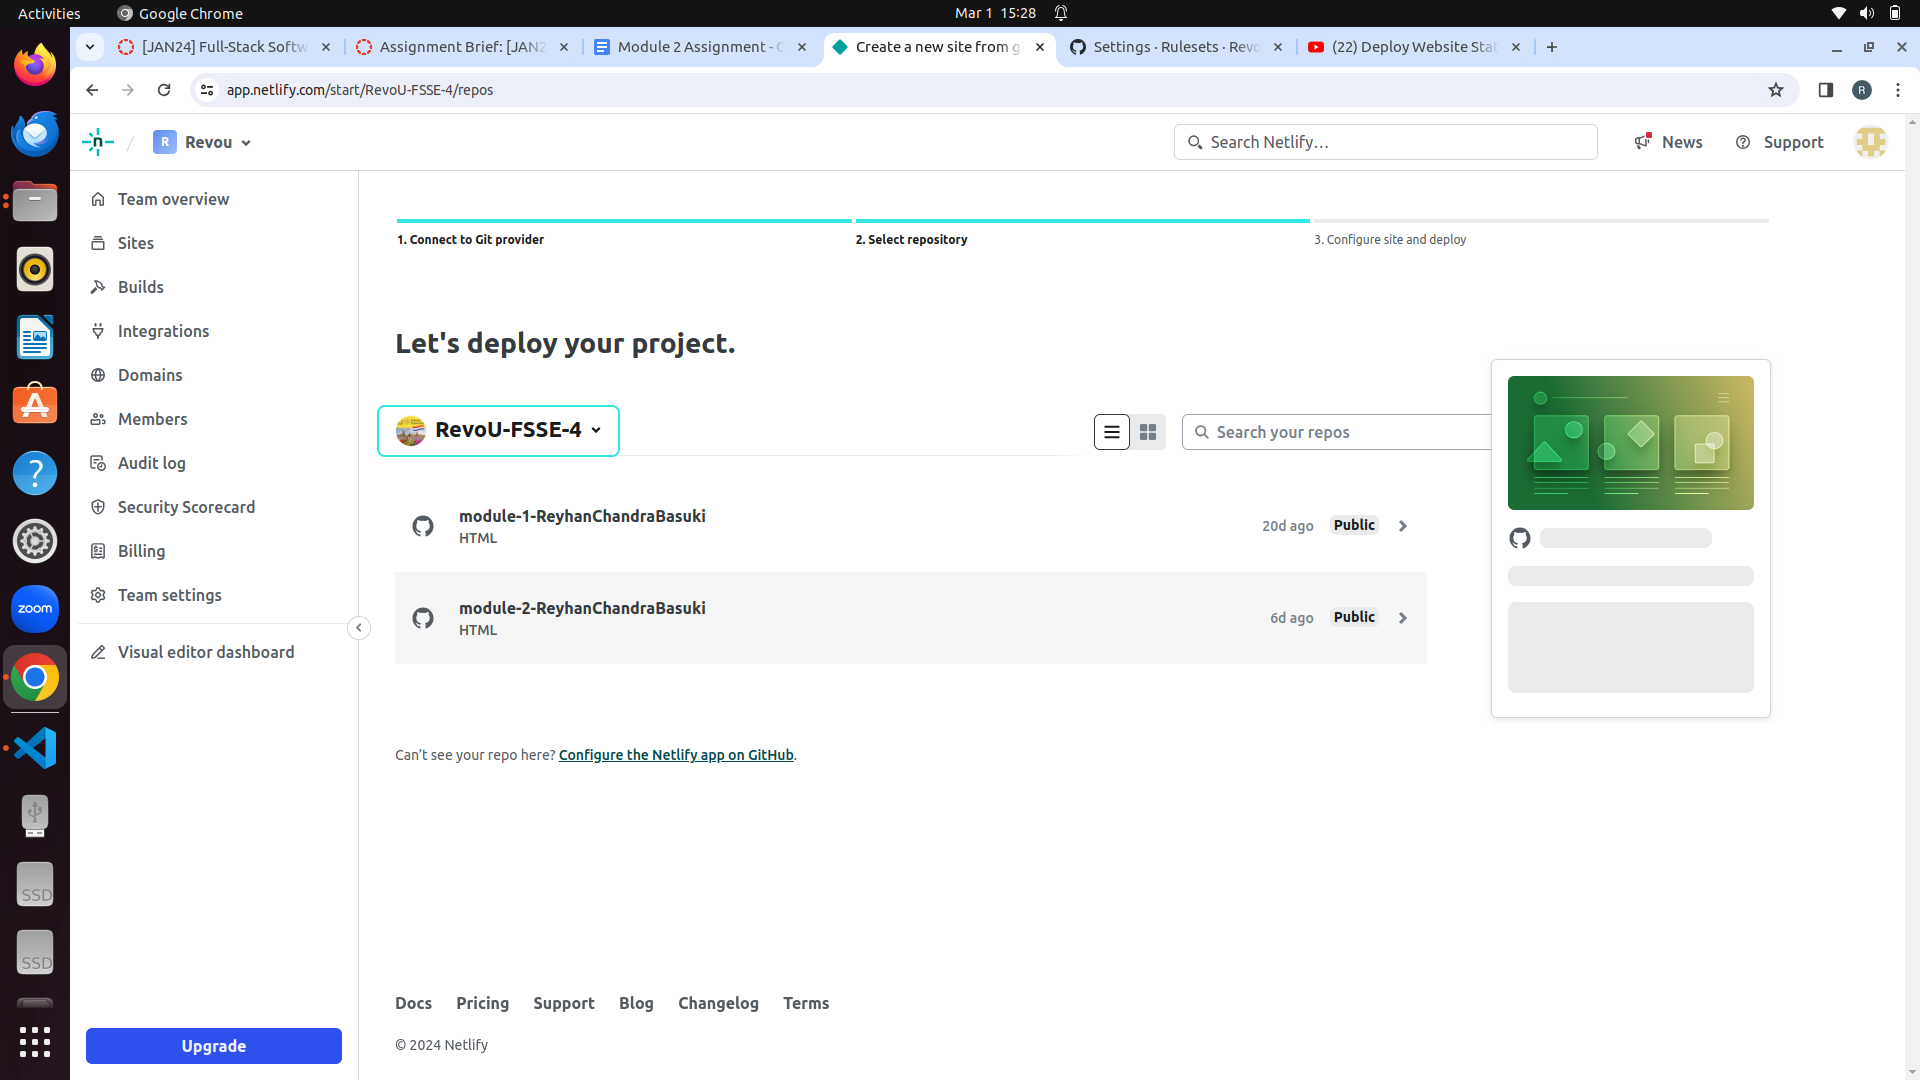 Activities
Google Chrome
Mar 1 15:28
[JAN24] Full-Stack Softw
Assignment Brief: [JAN2
Module 2 Assignment - G
Create a new site from g
Settings · Rulesets · Revo
(22) Deploy Website Stat
app.netlify.com/start/RevoU-FSSE-4/repos
R
n
/
R
Revou
Search Netlify…
News
Support
Team overview
Sites
Builds
Integrations
Domains
Members
Audit log
Security Scorecard
Billing
Team settings
Visual editor dashboard
Upgrade
1. Connect to Git provider
2. Select repository
3. Configure site and deploy
Let's deploy your project.
RevoU-FSSE-4
Search your repos
module-1-ReyhanChandraBasuki
HTML
20d ago
Public
module-2-ReyhanChandraBasuki
HTML
6d ago
Public
Can't see your repo here? Configure the Netlify app on GitHub.
Docs Pricing Support Blog Changelog Terms
© 2024 Netlify
zoom
SSD
SSD